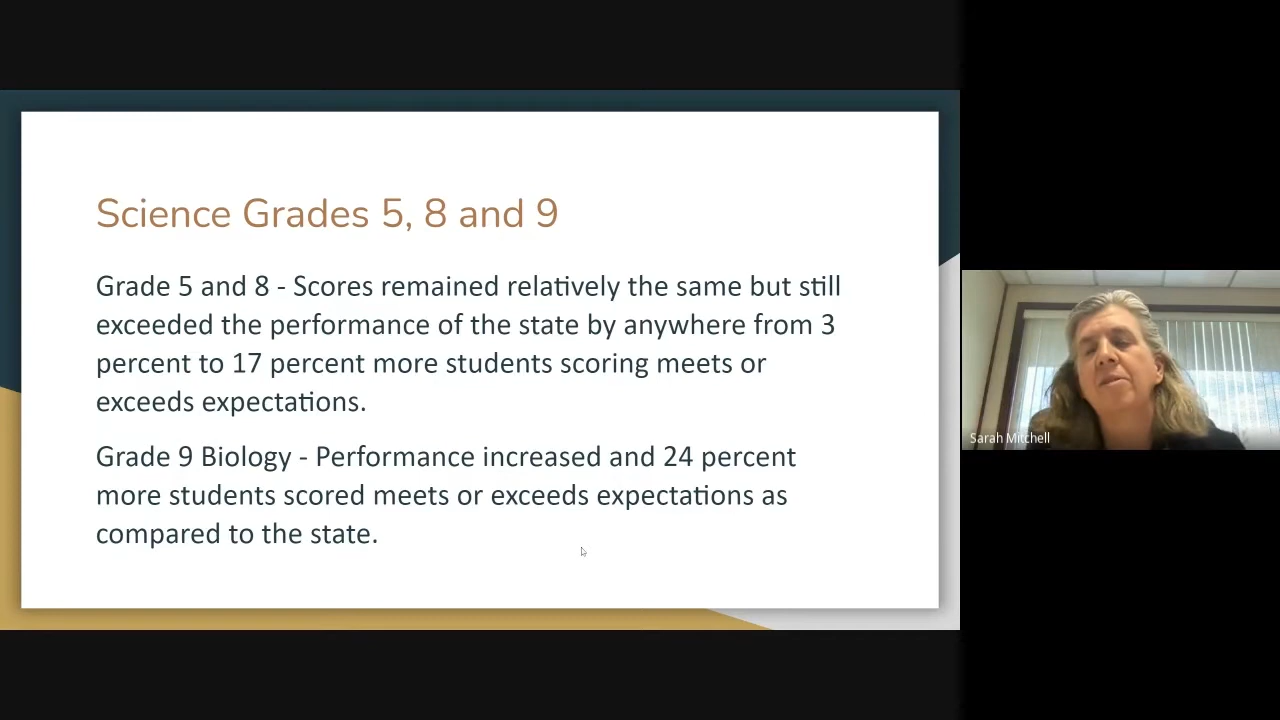 Science Grades 5, 8 and 9
Grade 5 and 8 - Scores remained relatively the same but still
exceeded the performance of the state by anywhere from 3
percent to 17 percent more students scoring meets or
exceeds expectations.
Grade 9 Biology - Performance increased and 24 percent
more students scored meets or exceeds expectations as
compared to the state.
Sarah Mitchell